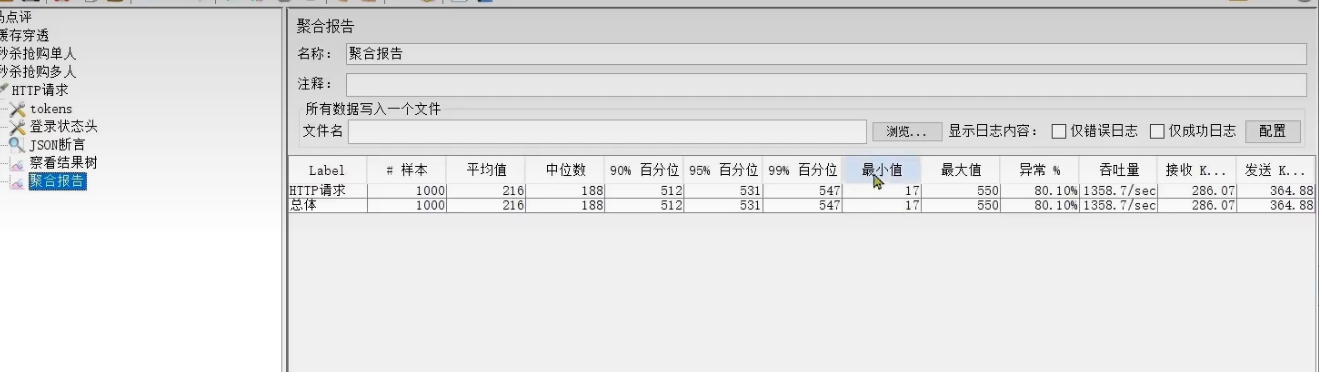 点评
缓存穿透
秒杀抢购单人
秒杀抢购多人
HTTP请求
tokens
登录状态头
JSON断言
察看结果树
聚合报告
聚合报告
名称： 聚合报告
注释：
所有数据写入一个文件
文件名 浏览... 显示日志内容： 仅错误日志 仅成功日志 配置
Label # 样本 平均值 中位数 90% 百分位 95% 百分位 99% 百分位 最小值 最大值 异常 % 吞吐量 接收 K... 发送 K...
HTTP请求 1000 216 188 512 531 547 17 550 80.10% 1358.7/sec 286.07 364.88
总体 1000 216 188 512 531 547 17 550 80.10% 1358.7/sec 286.07 364.88